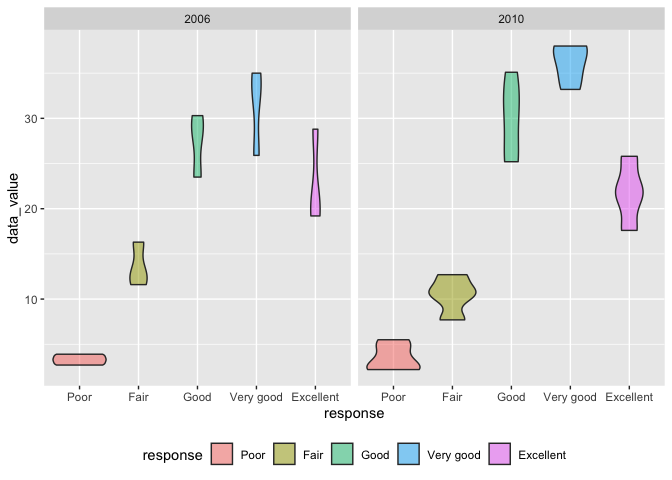 2006 2010
data_value
30
20
10
Poor Fair Good Very good Excellent Poor Fair Good Very good Excellent
response
response Poor Fair Good Very good Excellent